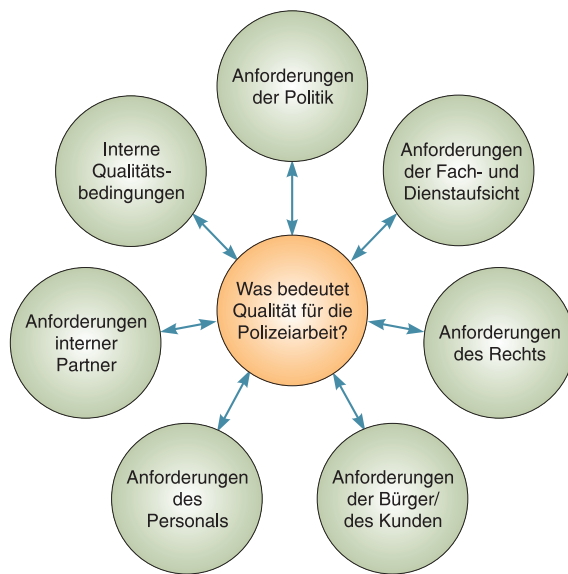 Anforderungen
der Politik
Interne
Qualitäts-
bedingungen
Anforderungen
der Fach- und
Dienstaufsicht
Was bedeutet
Qualität für die
Polizeiarbeit?
Anforderungen
interner
Partner
Anforderungen
des Rechts
Anforderungen
des
Personals
Anforderungen
der Bürger/
des Kunden